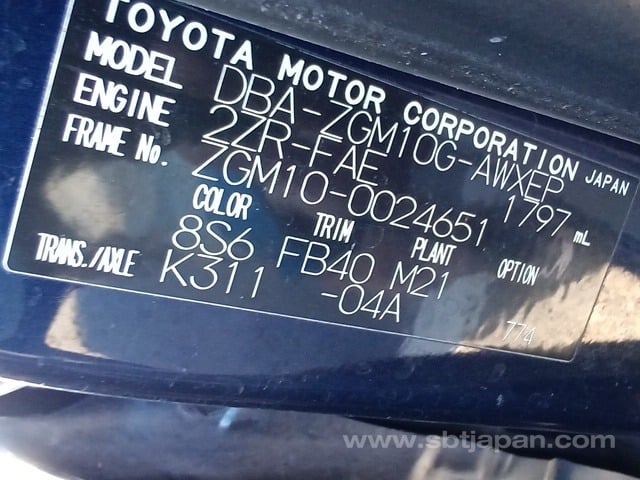 TOYOTA MOTOR CORPORATION JAPAN
MODEL DBA-ZGM10G-AWXEP
ENGINE 2ZR-FAE 1797 mL
FRAME No. ZGM10-0024651
COLOR TRIM PLANT OPTION
8S6 FB40 M21
TRANS./AXLE K311 -04A
774
www.sbtjapan.com